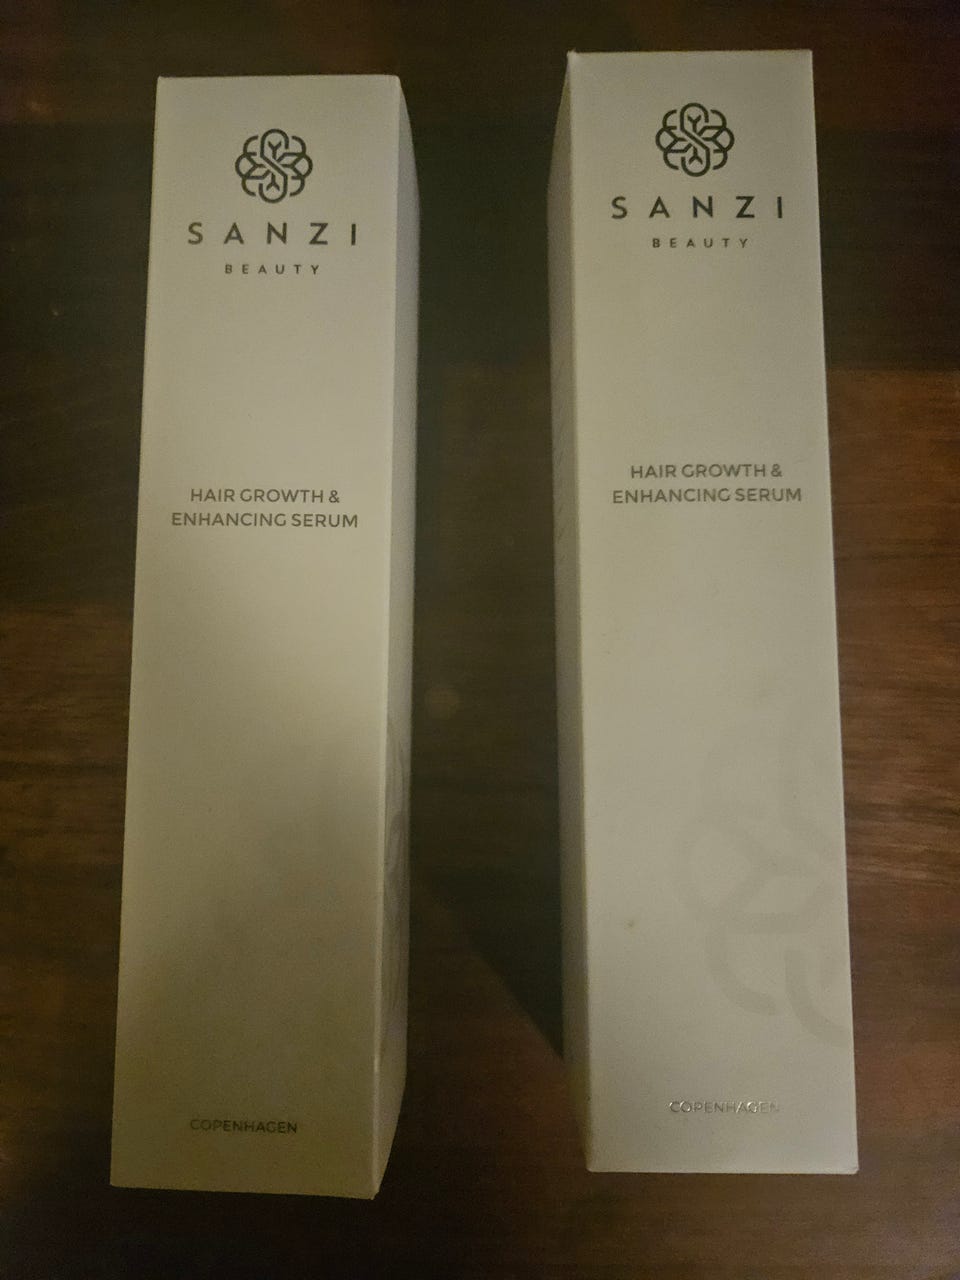 SANZI
BEAUTY
HAIR GROWTH &
ENHANCING SERUM
COPENHAGEN
SANZI
BEAUTY
HAIR GROWTH &
ENHANCING SERUM
COPENHAGEN